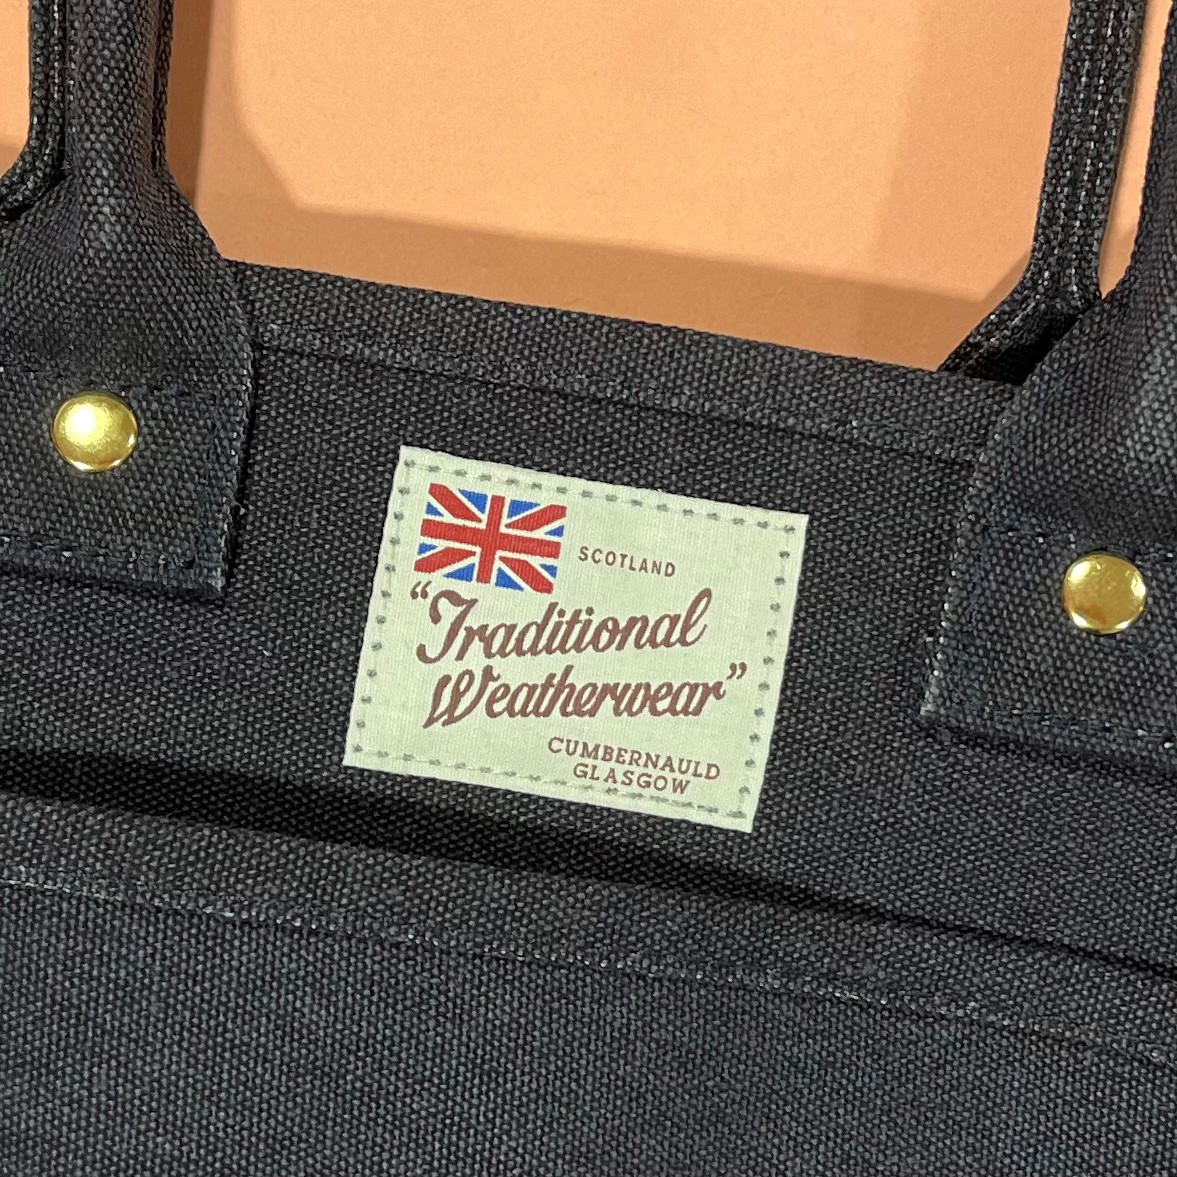 SCOTLAND
“Traditional
Weatherwear”
CUMBERNAULD
GLASGOW